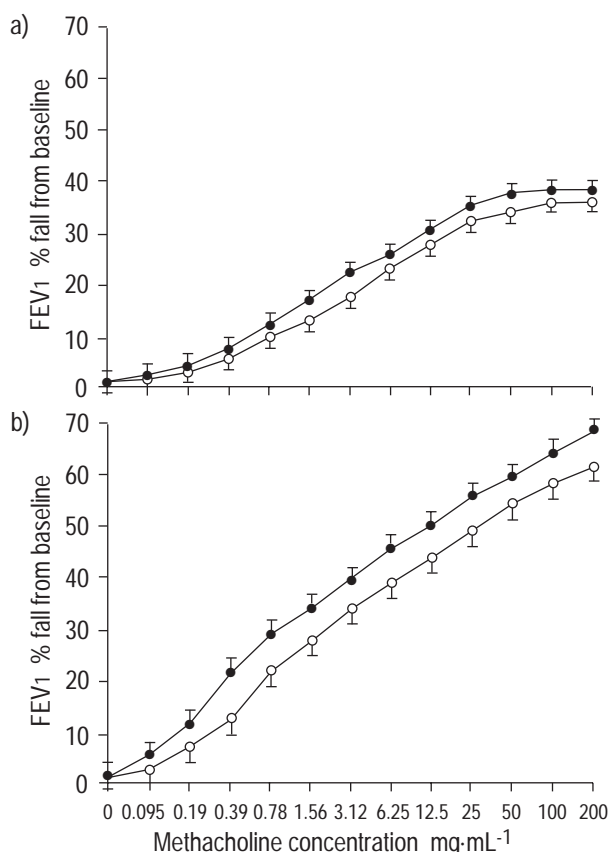 a)
70
60
50
40
30
20
10
0
FEV1 % fall from baseline
b)
70
60
50
40
30
20
10
0
FEV1 % fall from baseline
0 0.095 0.19 0.39 0.78 1.56 3.12 6.25 12.5 25 50 100 200
Methacholine concentration mg·mL-1